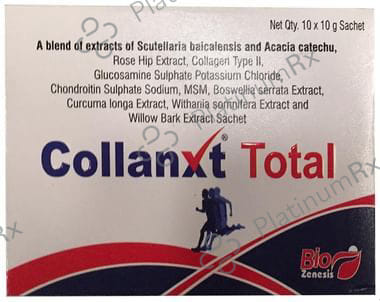 Net Qty. 10 x 10 g Sachet
A blend of extracts of Scutellaria baicalensis and Acacia catechu,
Rose Hip Extract, Collagen Type II,
Glucosamine Sulphate Potassium Chloride,
Chondroitin Sulphate Sodium, MSM, Boswellia serrata Extract,
Curcuma longa Extract, Withania somnifera Extract and
Willow Bark Extract Sachet
Collanxt® Total
Bio
Zenesis
PlatinumRx